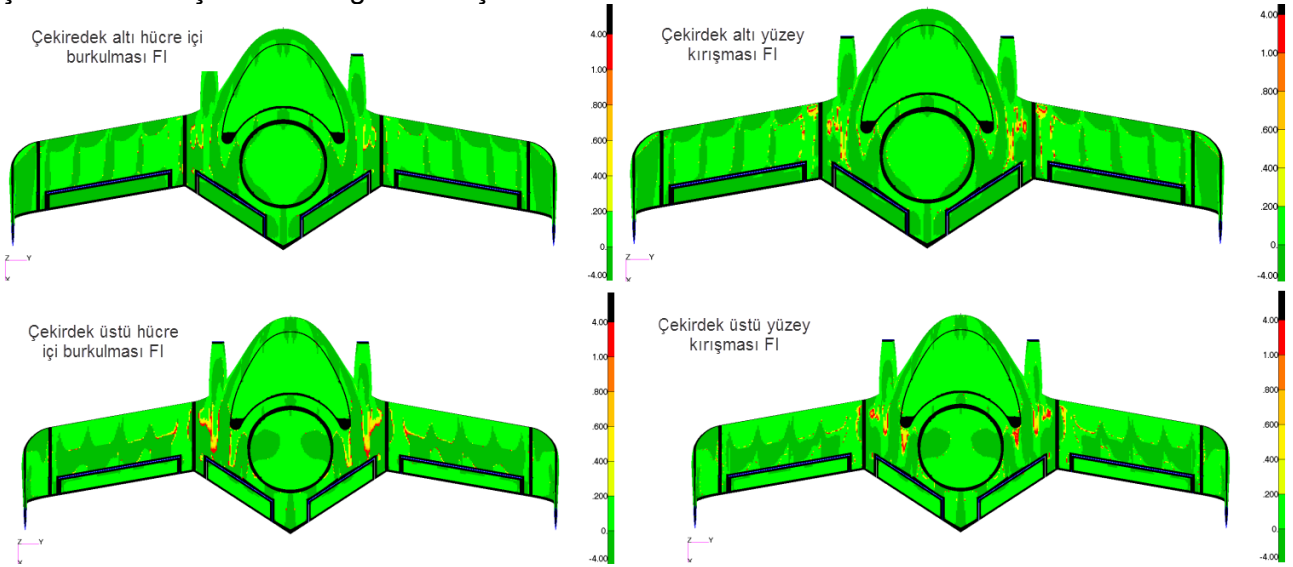 Çekiredek altı hücre içi
burkulması FI
4.00
1.00
.800
.600
.400
.200
0.
-4.00
Z
Y
X
Çekirdek altı yüzey
kırışması FI
4.00
1.00
.800
.600
.400
.200
0.
-4.00
Z
Y
X
Çekirdek üstü hücre
içi burkulması FI
4.00
1.00
.800
.600
.400
.200
0.
-4.00
Z
Y
X
Çekirdek üstü yüzey
kırışması FI
4.00
1.00
.800
.600
.400
.200
0.
-4.00
Z
Y
X